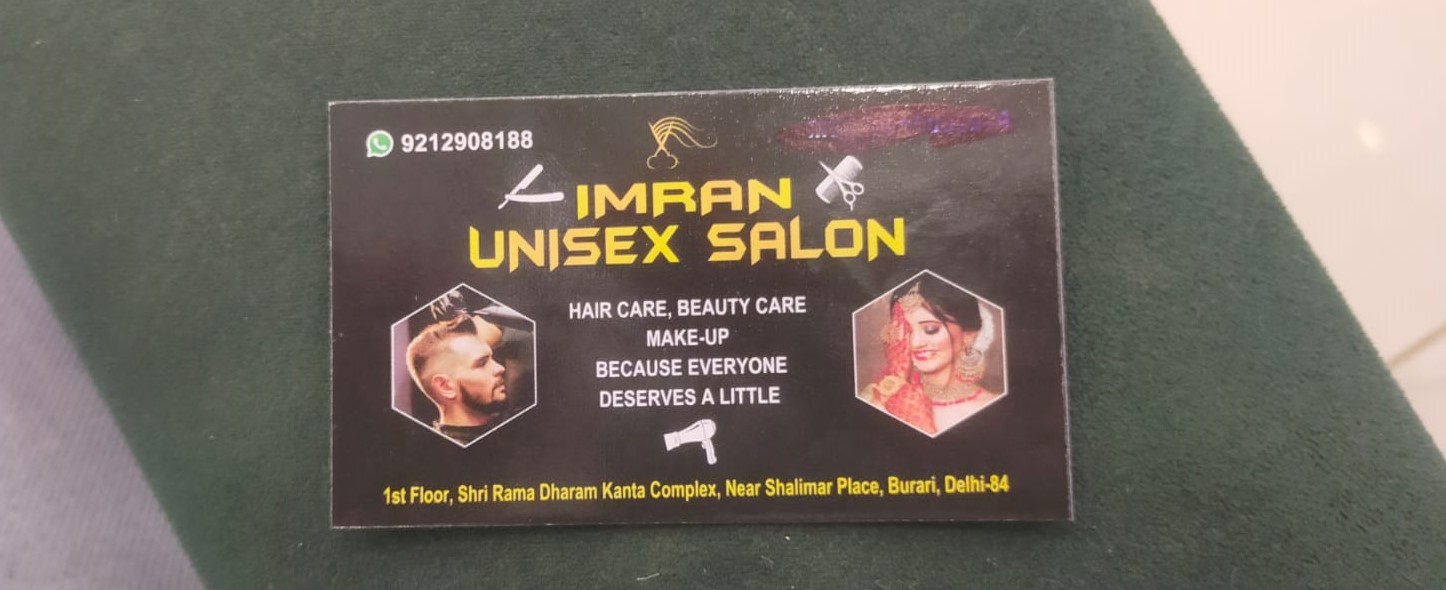 9212908188
IMRAN
UNISEX SALON
HAIR CARE, BEAUTY CARE
MAKE-UP
BECAUSE EVERYONE
DESERVES A LITTLE
1st Floor, Shri Rama Dharam Kanta Complex, Near Shalimar Place, Burari, Delhi-84